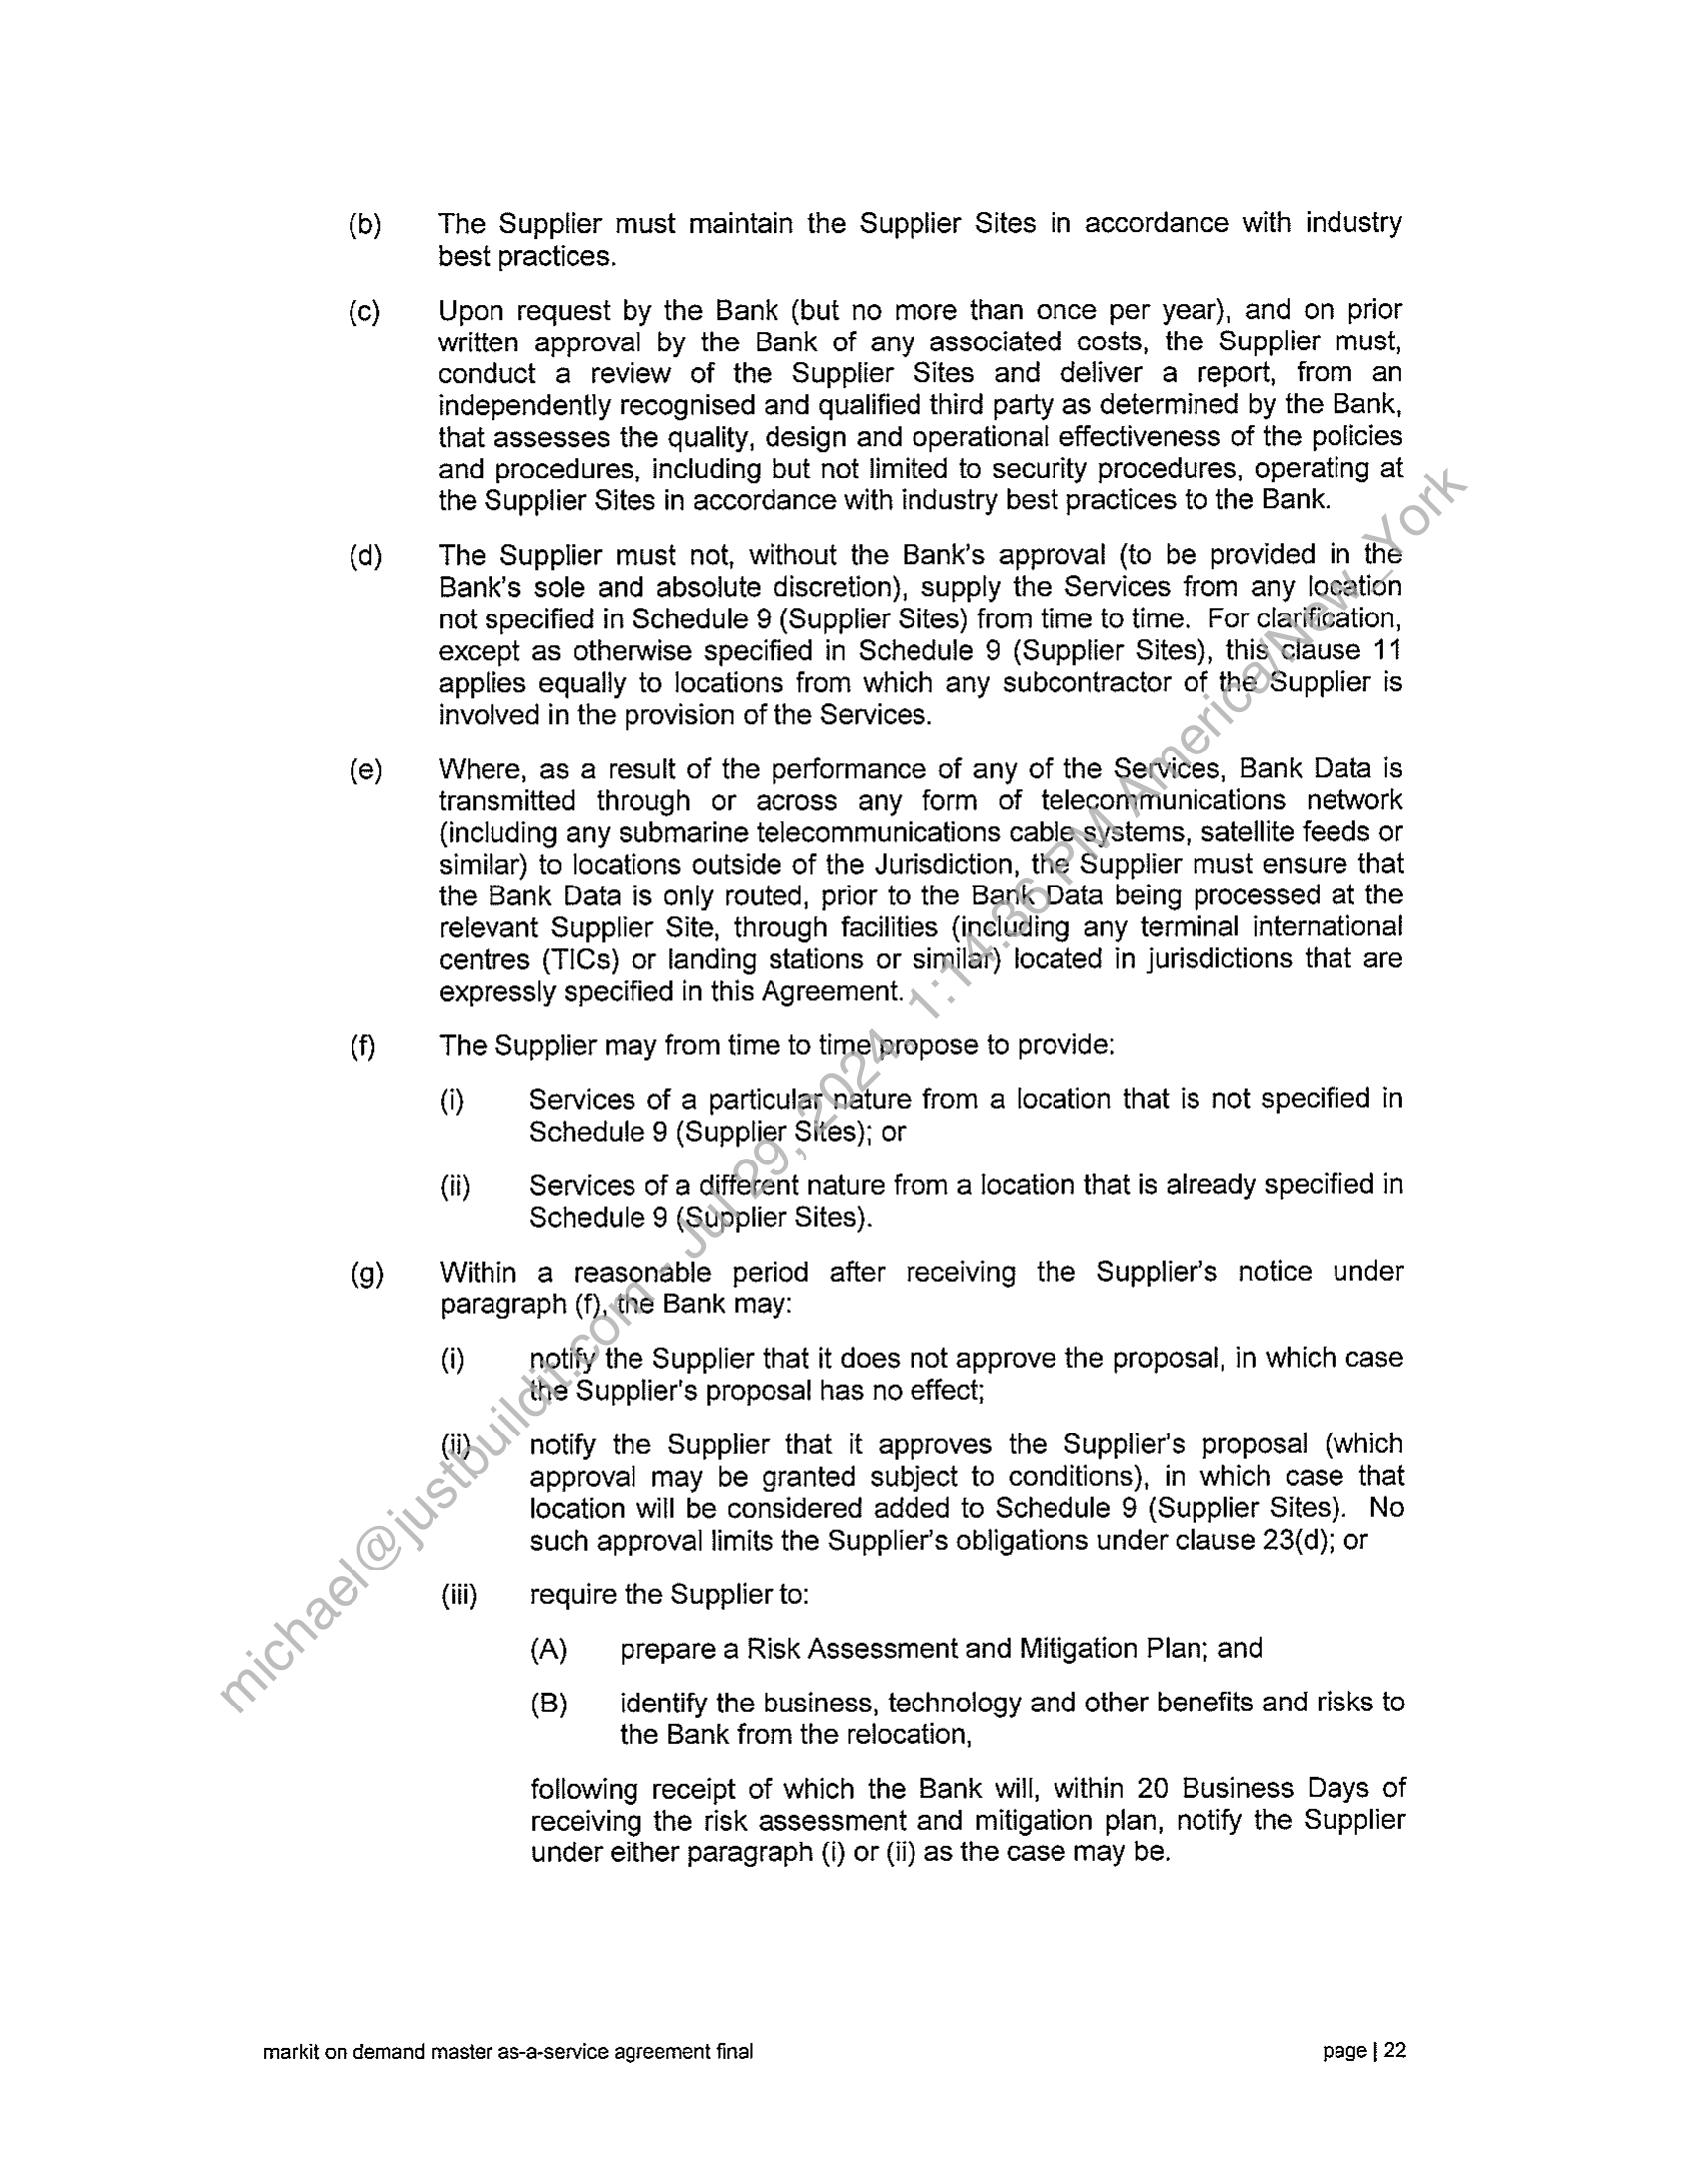 (b) The Supplier must maintain the Supplier Sites in accordance with industry
best practices.
(c) Upon request by the Bank (but no more than once per year), and on prior
written approval by the Bank of any associated costs, the Supplier must,
conduct a review of the Supplier Sites and deliver a report, from an
independently recognised and qualified third party as determined by the Bank,
that assesses the quality, design and operational effectiveness of the policies
and procedures, including but not limited to security procedures, operating at
the Supplier Sites in accordance with industry best practices to the Bank.
(d) The Supplier must not, without the Bank's approval (to be provided in the
Bank's sole and absolute discretion), supply the Services from any location
not specified in Schedule 9 (Supplier Sites) from time to time. For clarification,
except as otherwise specified in Schedule 9 (Supplier Sites), this clause 11
applies equally to locations from which any subcontractor of the Supplier is
involved in the provision of the Services.
(e) Where, as a result of the performance of any of the Services, Bank Data is
transmitted through or across any form of telecommunications network
(including any submarine telecommunications cable systems, satellite feeds or
similar) to locations outside of the Jurisdiction, the Supplier must ensure that
the Bank Data is only routed, prior to the Bank Data being processed at the
relevant Supplier Site, through facilities (including any terminal international
centres (TICs) or landing stations or similar) located in jurisdictions that are
expressly specified in this Agreement.
(f) The Supplier may from time to time propose to provide:
(i) Services of a particular nature from a location that is not specified in
Schedule 9 (Supplier Sites); or
(ii) Services of a different nature from a location that is already specified in
Schedule 9 (Supplier Sites).
(g) Within a reasonable period after receiving the Supplier's notice under
paragraph (f), the Bank may:
(i) notify the Supplier that it does not approve the proposal, in which case
the Supplier's proposal has no effect;
(ii) notify the Supplier that it approves the Supplier's proposal (which
approval may be granted subject to conditions), in which case that
location will be considered added to Schedule 9 (Supplier Sites). No
such approval limits the Supplier's obligations under clause 23(d); or
(iii) require the Supplier to:
(A) prepare a Risk Assessment and Mitigation Plan; and
(B) identify the business, technology and other benefits and risks to
the Bank from the relocation,
following receipt of which the Bank will, within 20 Business Days of
receiving the risk assessment and mitigation plan, notify the Supplier
under either paragraph (i) or (ii) as the case may be.
markit on demand master as-a-service agreement final page | 22
michael@justbuildit.com - Jul 29, 2024, 1:14:36 PM America/New_York